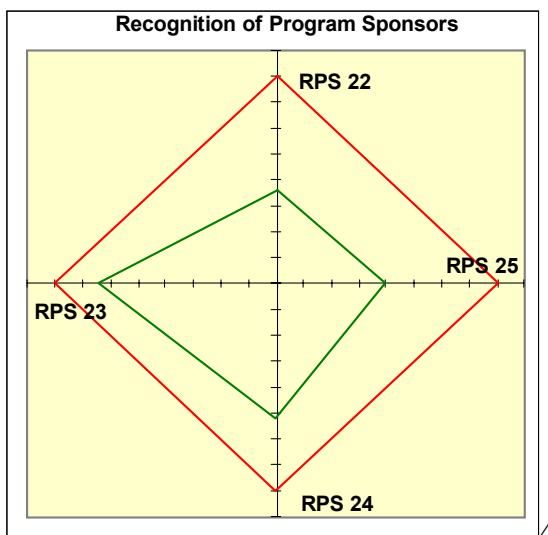 Recognition of Program Sponsors
RPS 22
RPS 25
RPS 23
RPS 24